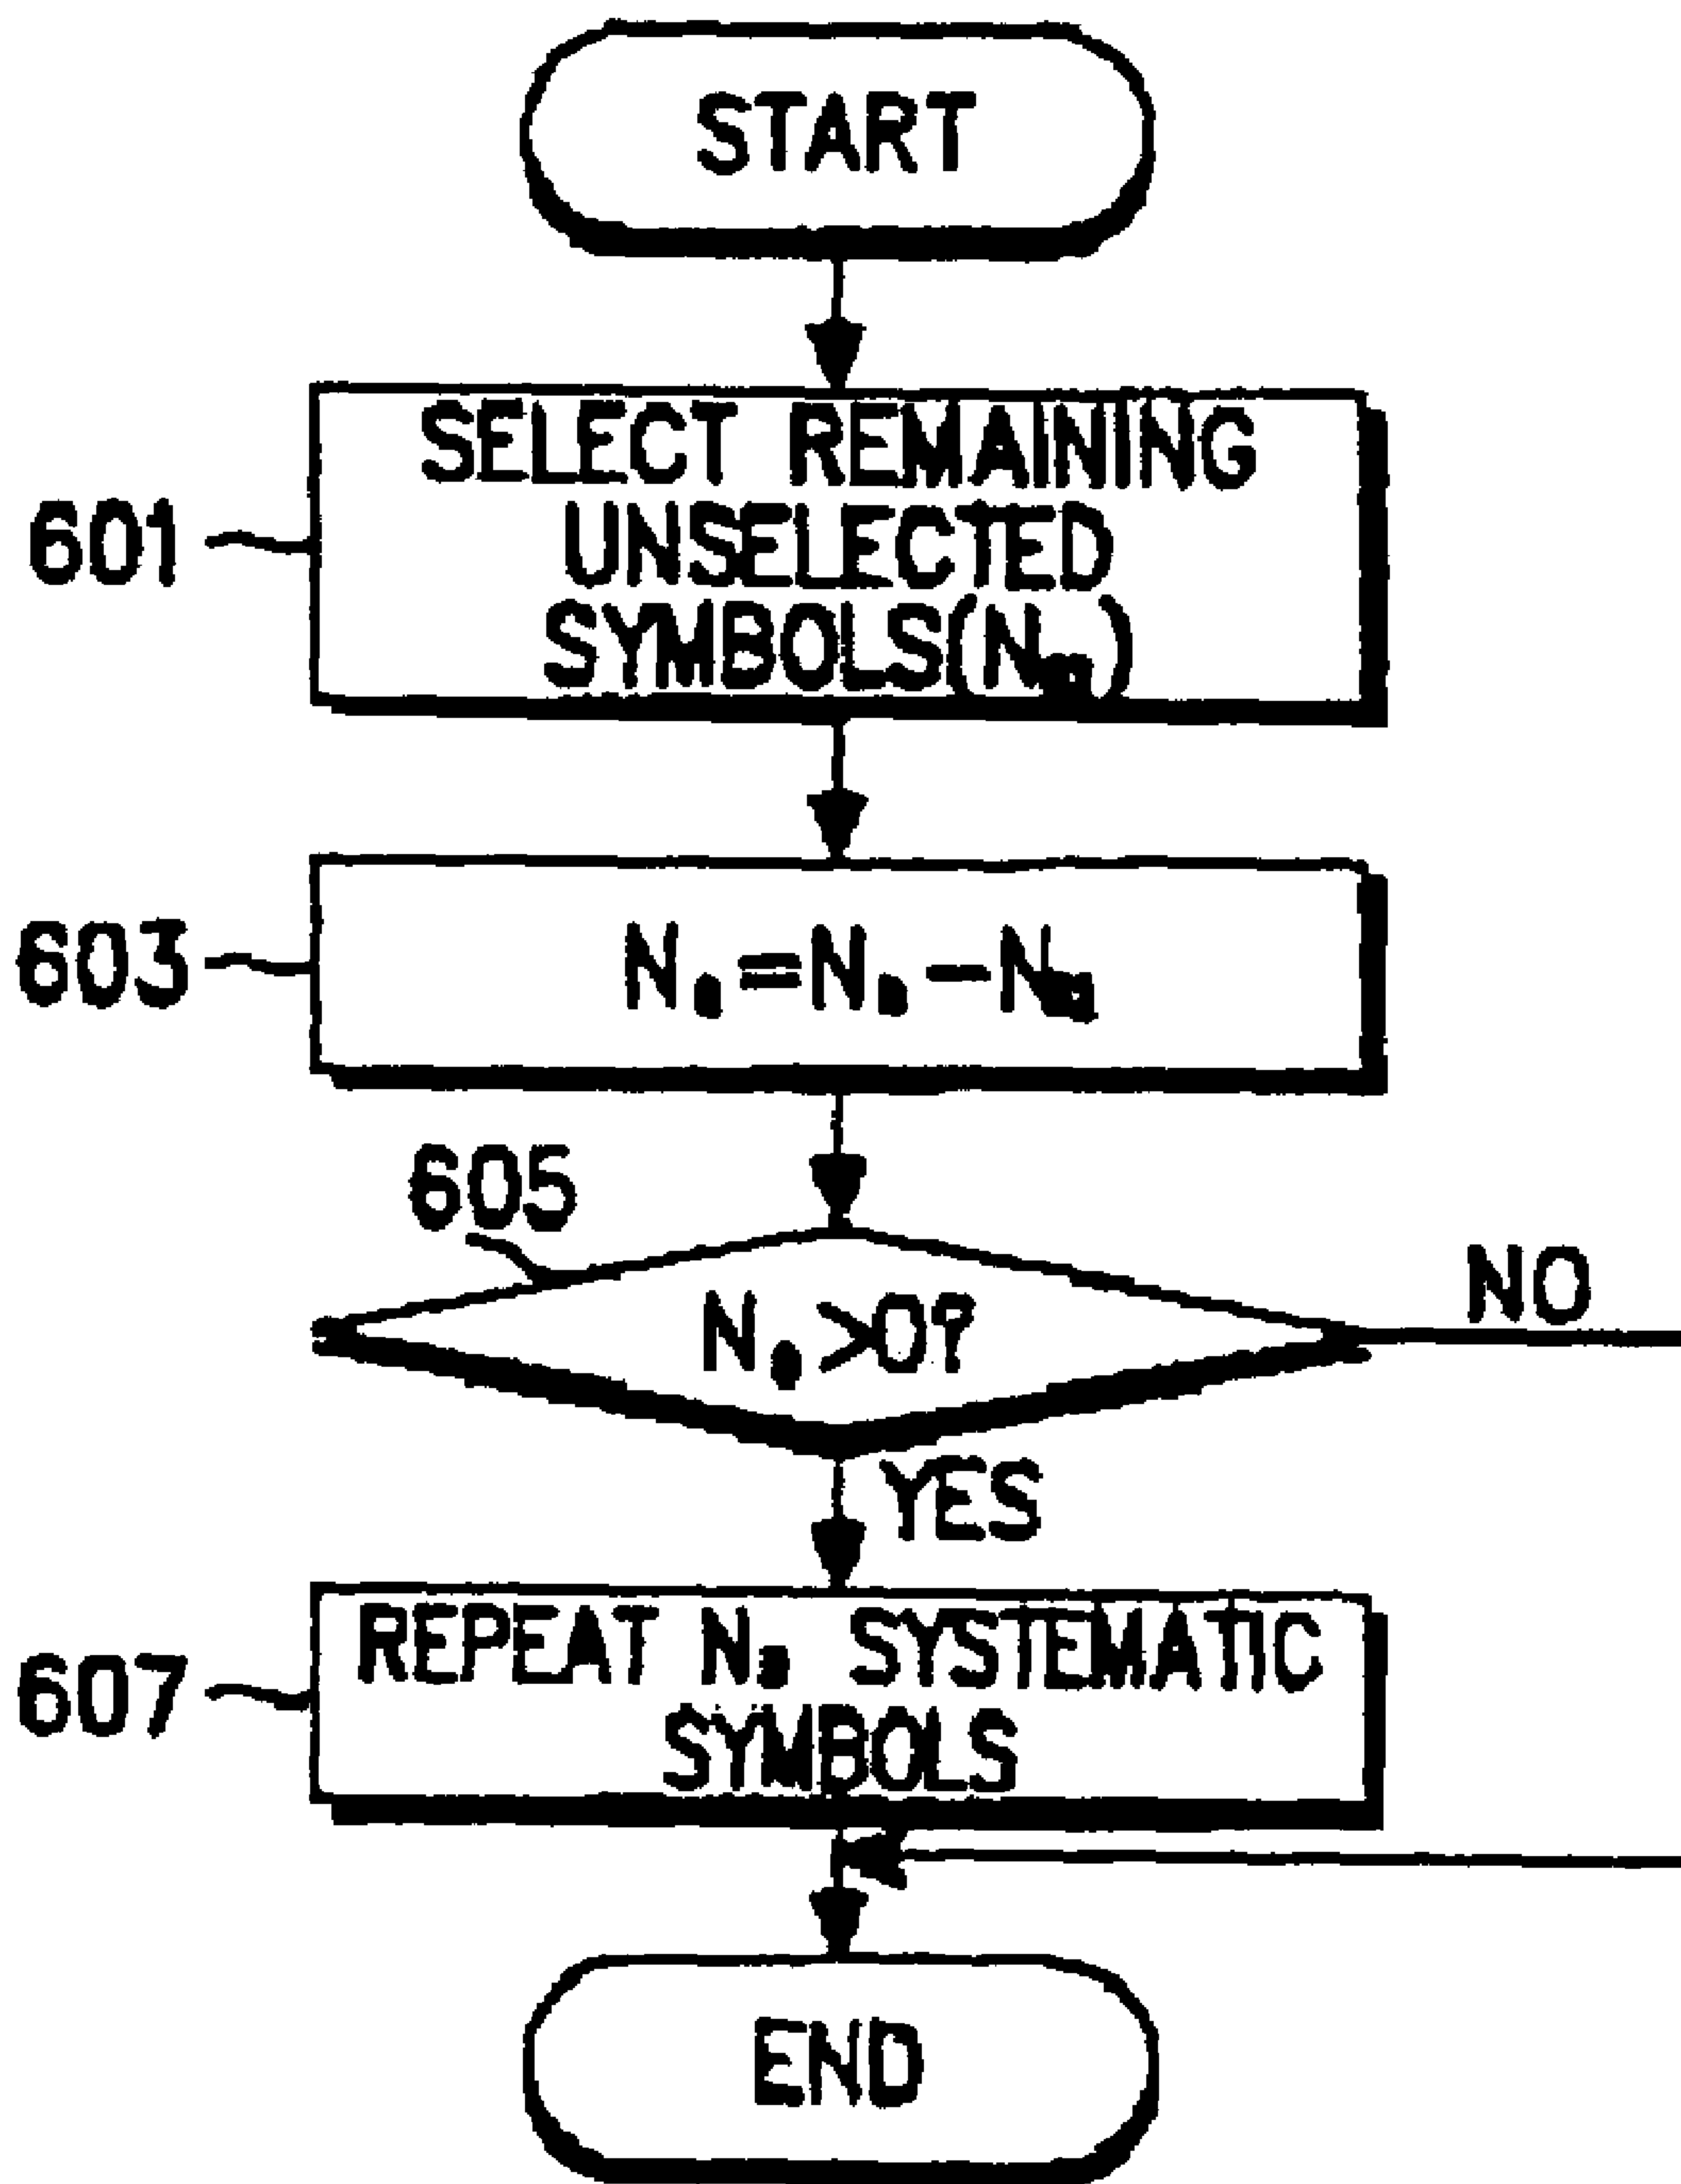 START
SELECT REMAINING
UNSELECTED
SYMBOLS
601
603
605
NO
YES
REPEAT SYSTEMATIC
SYMBOLS
607
END